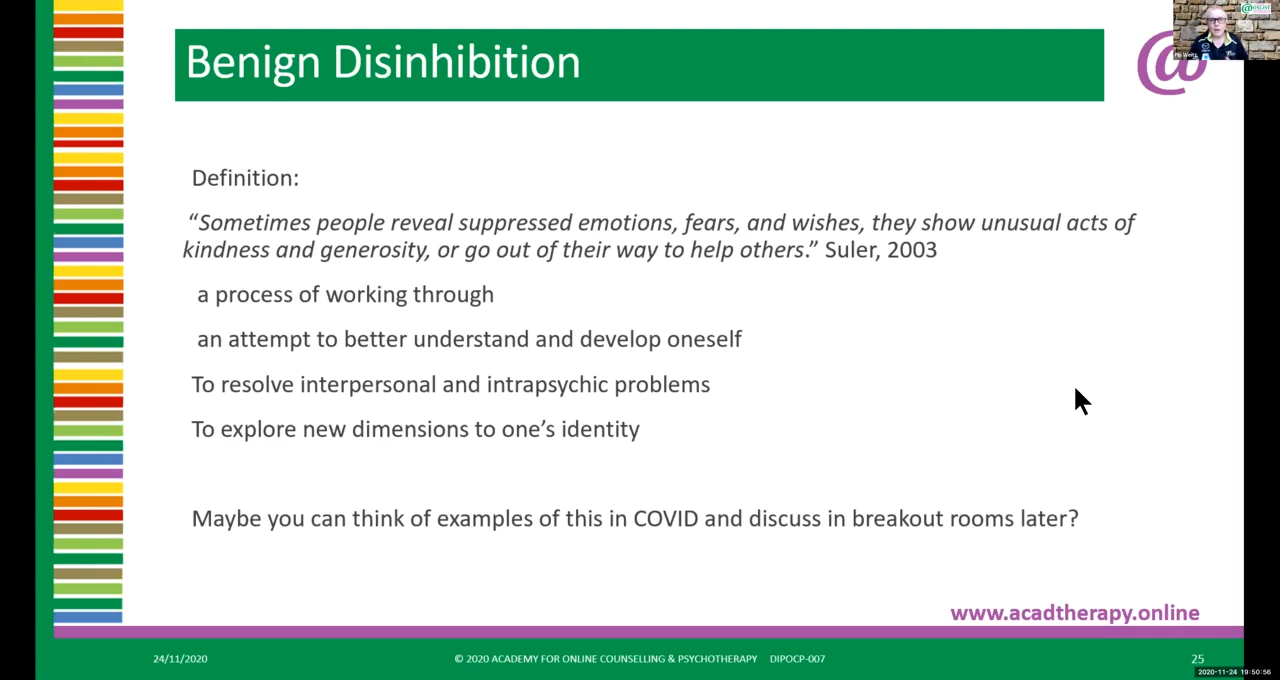 @ONLINE
Benign Disinhibition
@
Definition:
“Sometimes people reveal suppressed emotions, fears, and wishes, they show unusual acts of
kindness and generosity, or go out of their way to help others.” Suler, 2003
a process of working through
an attempt to better understand and develop oneself
To resolve interpersonal and intrapsychic problems
To explore new dimensions to one’s identity
Maybe you can think of examples of this in COVID and discuss in breakout rooms later?
www.acadtherapy.online
24/11/2020 © 2020 ACADEMY FOR ONLINE COUNSELLING & PSYCHOTHERAPY DIPOCP-007 25
2020-11-24 19:50:56